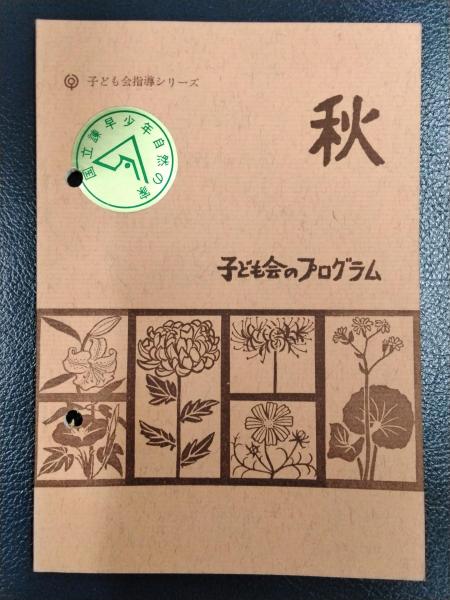 子ども会指導シリーズ
秋
国立諫早少年自然の家
子ども会のプログラム